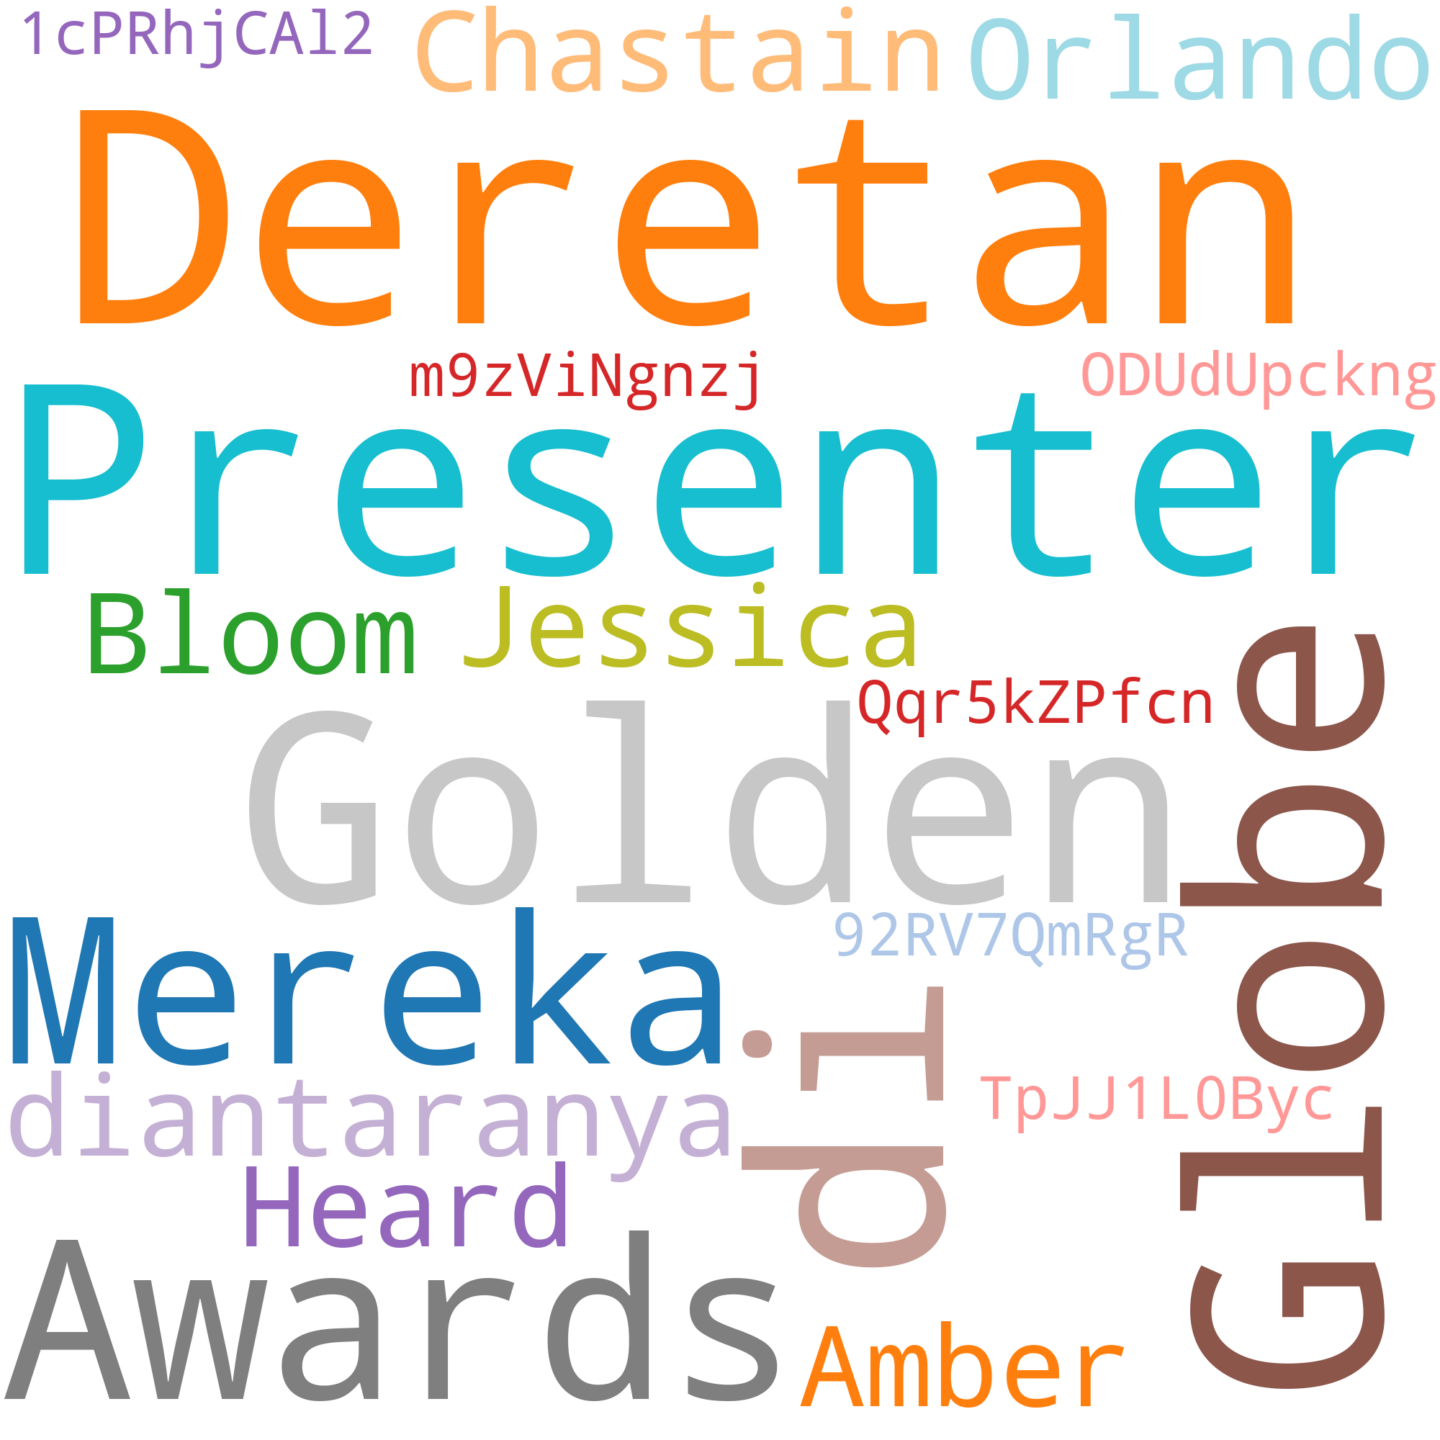 1cPRhjCAl2 Chastain Orlando
Deretan
m9zViNgnzj ODUdUpckng
Presenter
Bloom Jessica
Qqr5kZPfcn
Golden
Globe
Mereka
92RV7QmRgR
di
diantaranya
TpJJ1L0Byc
Heard
Awards
Amber